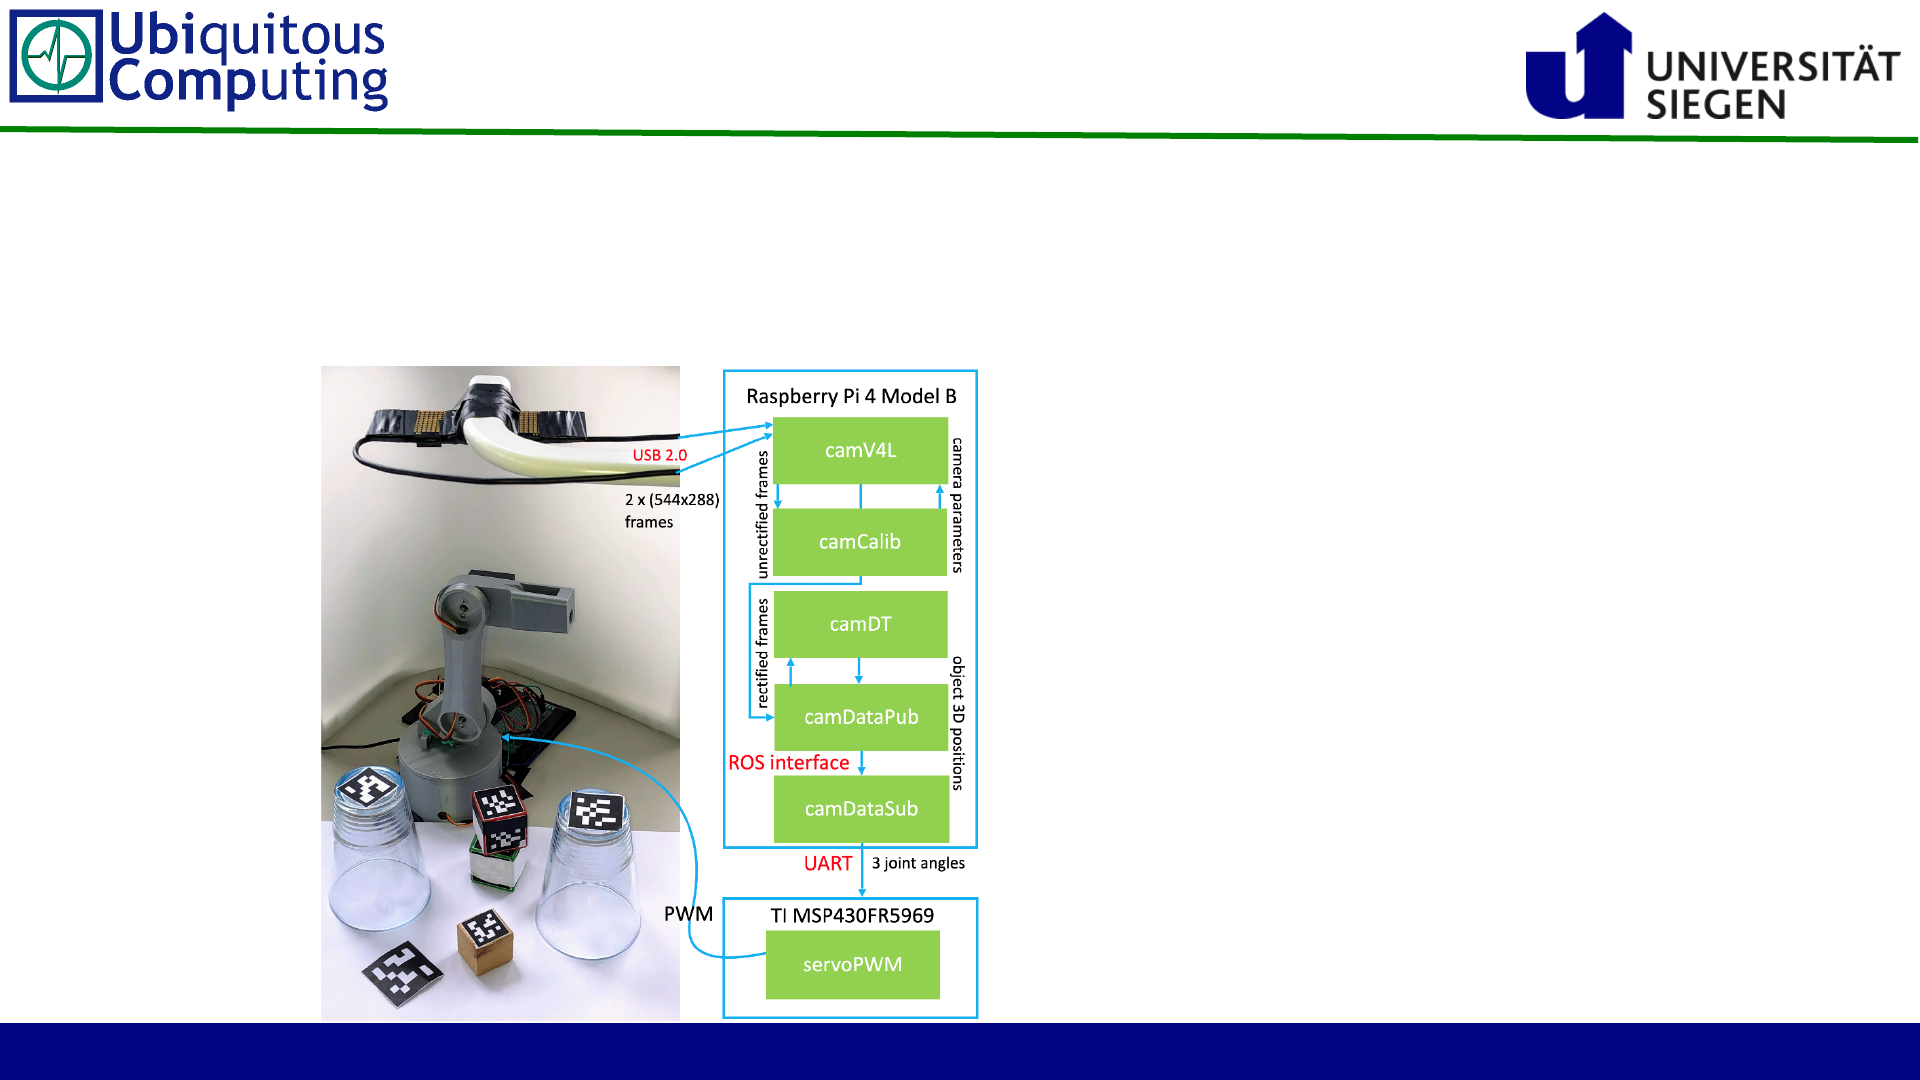 Ubiquitous
Computing
UNIVERSITÄT
SIEGEN
Raspberry Pi 4 Model B
camV4L
USB 2.0
2 x (544x288)
frames
unrectified frames
camera parameters
camCalib
rectified frames
camDT
object 3D positions
camDataPub
ROS interface
camDataSub
UART
3 joint angles
PWM
TI MSP430FR5969
servoPWM